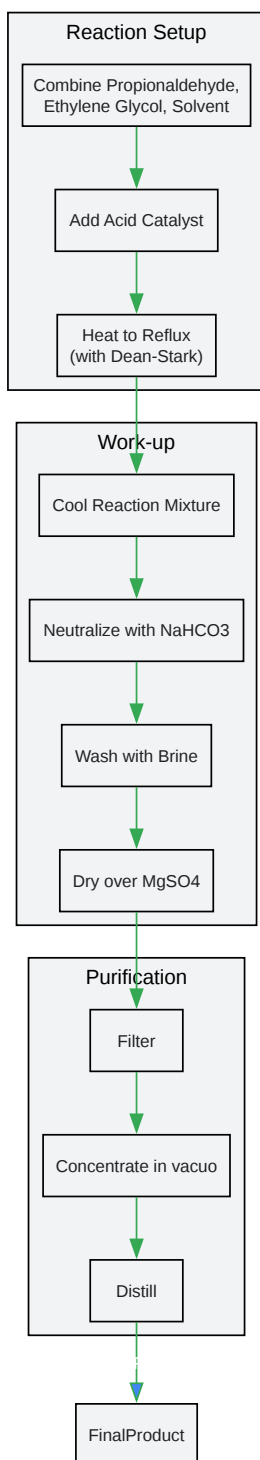 Reaction Setup
Combine Propionaldehyde,
Ethylene Glycol, Solvent
Add Acid Catalyst
Heat to Reflux
(with Dean-Stark)
Work-up
Cool Reaction Mixture
Neutralize with NaHCO3
Wash with Brine
Dry over MgSO4
Purification
Filter
Concentrate in vacuo
Distill
FinalProduct